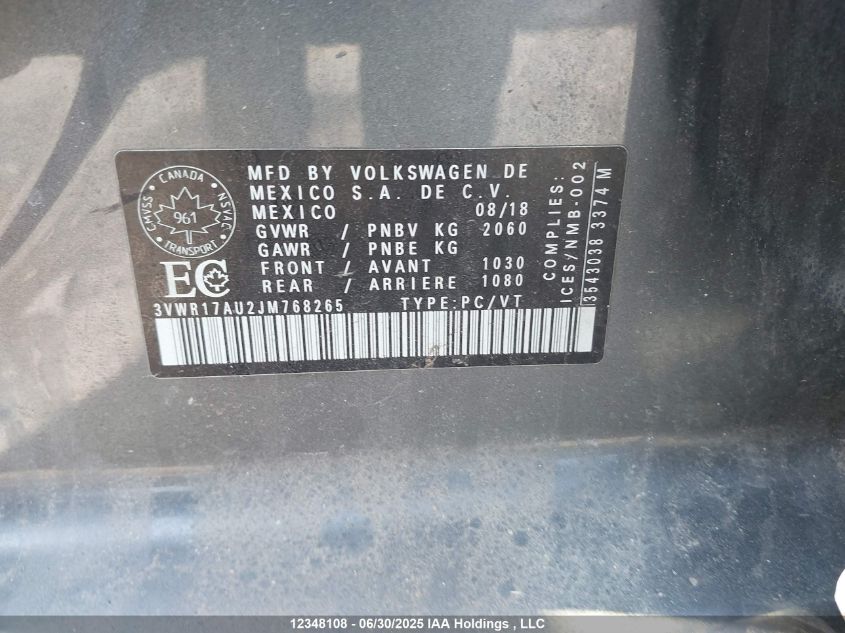 CANADA
CMVSS
NSVAC
961
TRANSPORT
EC
MFD BY VOLKSWAGEN DE
MEXICO S.A. DE C.V.
MEXICO 08/18
GVWR / PNBV KG 2060
GAWR / PNBE KG
FRONT / AVANT 1030
REAR / ARRIERE 1080
3VWR17AU2JM768265 TYPE:PC/VT
COMPLIES:
ICES/NMB-002
3543038 3374M
12348108 - 06/30/2025 IAA Holdings , LLC